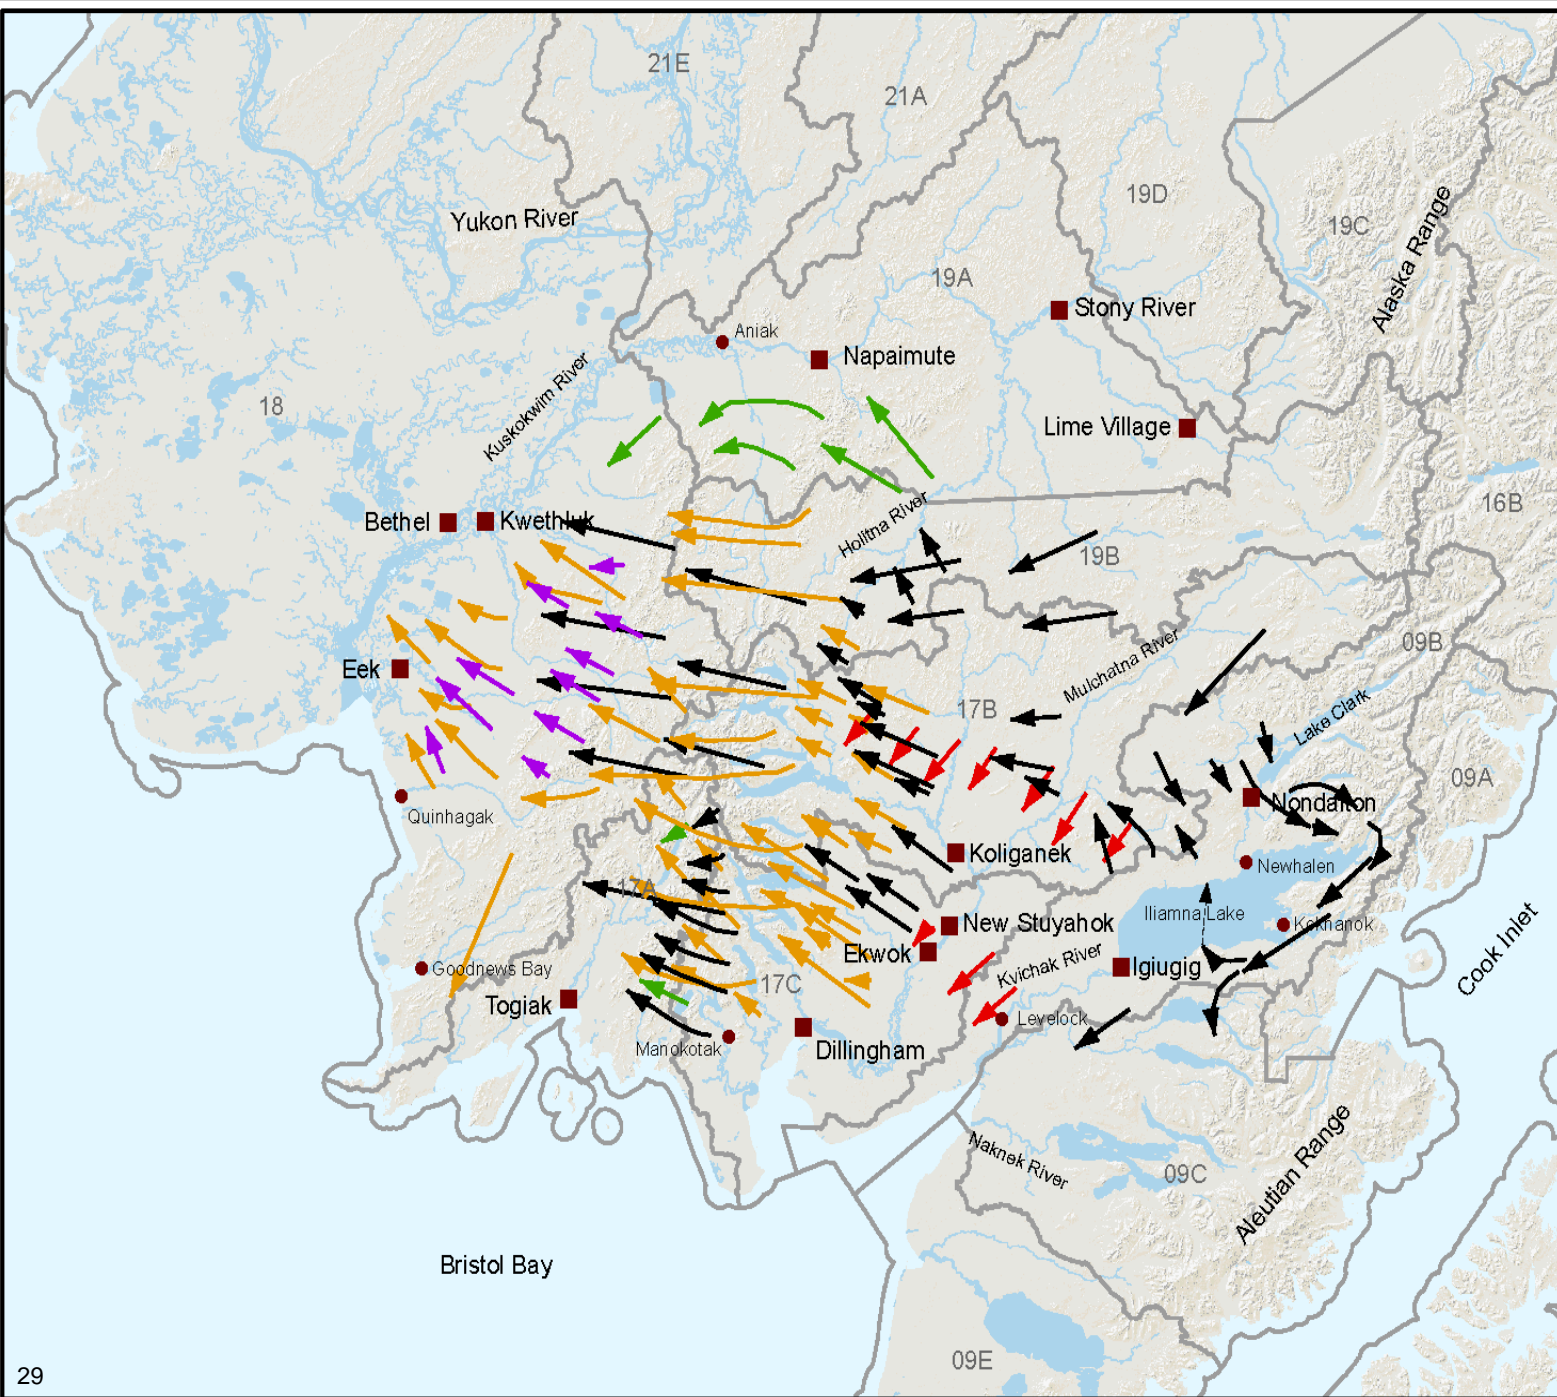 21E
21A
19D
Yukon River
19C
Alaska Range
19A
Stony River
Aniak
Napaimute
Kuskokwim River
18
Lime Village
16B
Bethel
Kwethluk
Holitna River
19B
Eek
Mulchatna River
09B
17B
Lake Clark
09A
Quinhagak
Nondalton
Koliganek
Newhalen
17A
Iliamna Lake
Kokhanok
New Stuyahok
Ekwok
Kvichak River
Igiugig
Cook Inlet
Goodnews Bay
17C
Togiak
Levelock
Manokotak
Dillingham
Naknek River
09C
Aleutian Range
Bristol Bay
09E
29